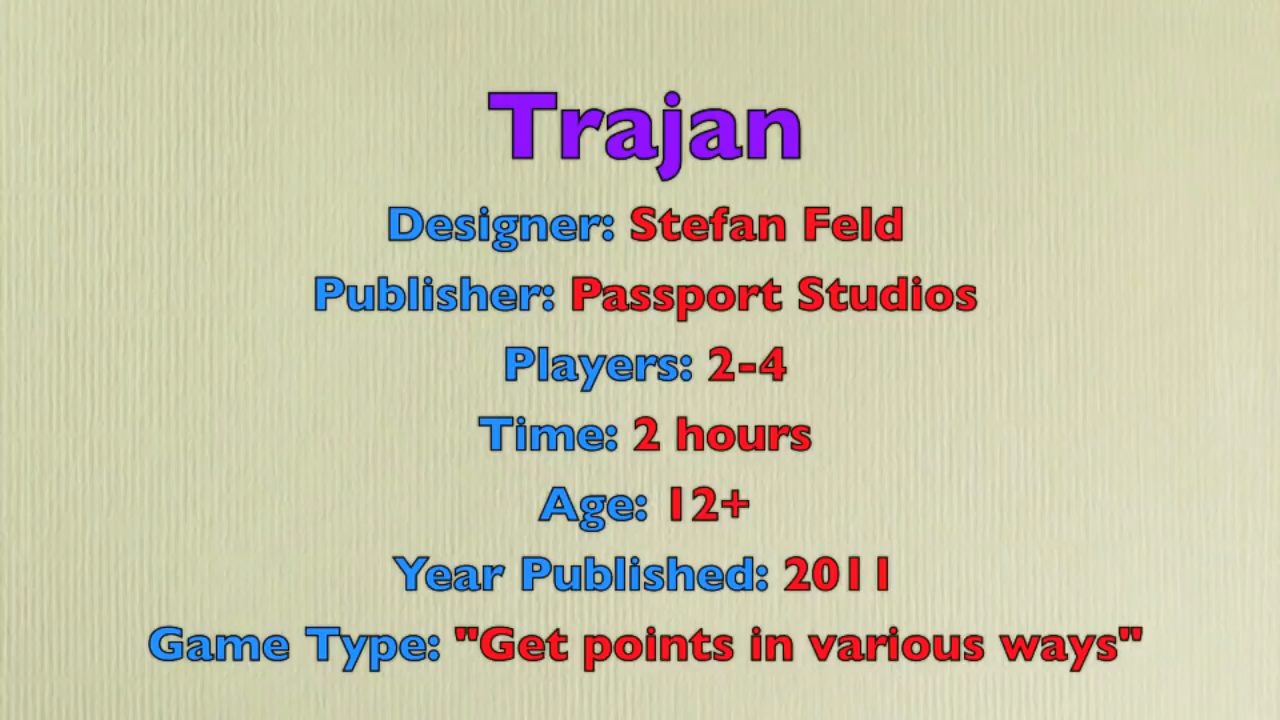 Trajan
Designer: Stefan Feld
Publisher: Passport Studios
Players: 2-4
Time: 2 hours
Age: 12+
Year Published: 2011
Game Type: "Get points in various ways"